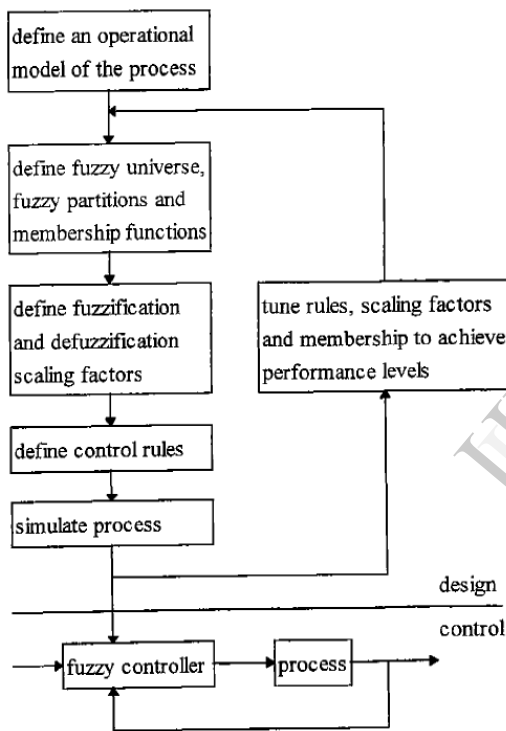 define an operational
model of the process
define fuzzy universe,
fuzzy partitions and
membership functions
define fuzzification
and defuzzification
scaling factors
tune rules, scaling factors
and membership to achieve
performance levels
define control rules
simulate process
design
control
fuzzy controller
process